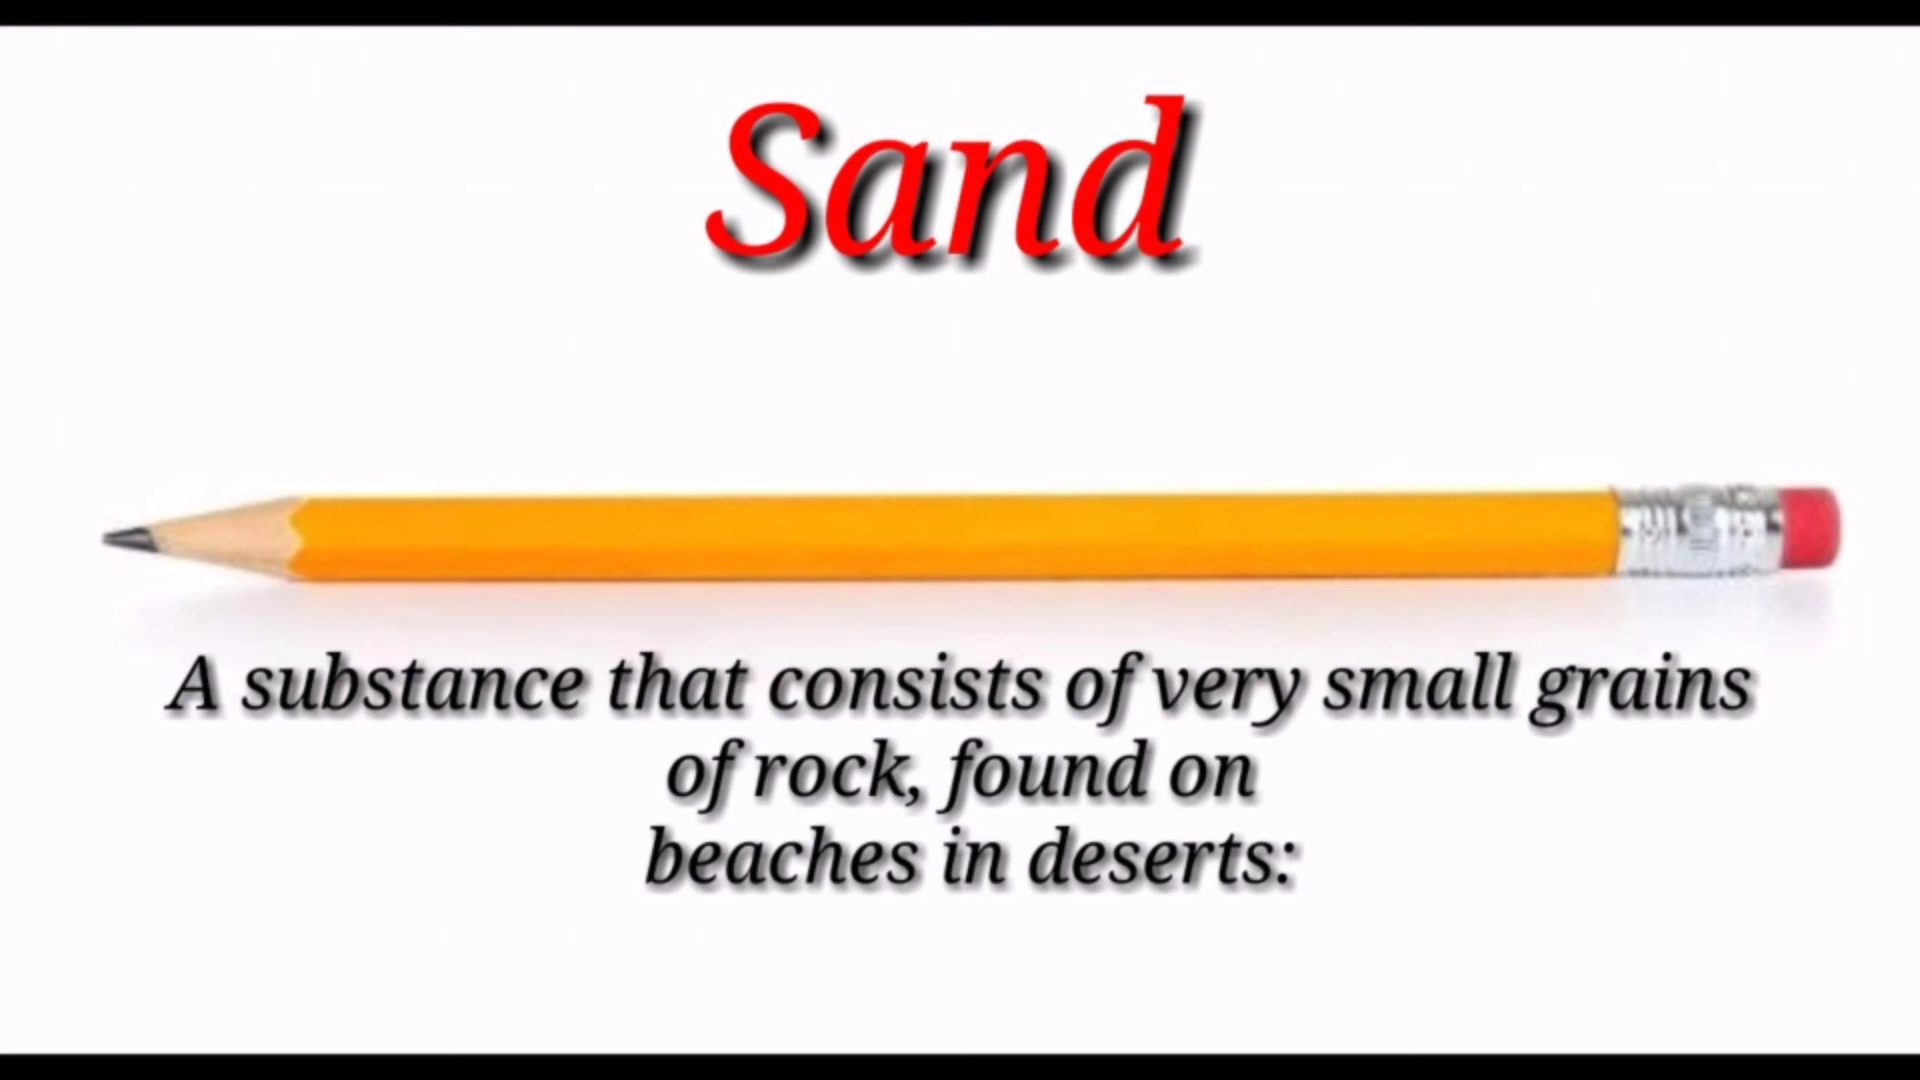 Sand
A substance that consists of very small grains
of rock, found on
beaches in deserts: